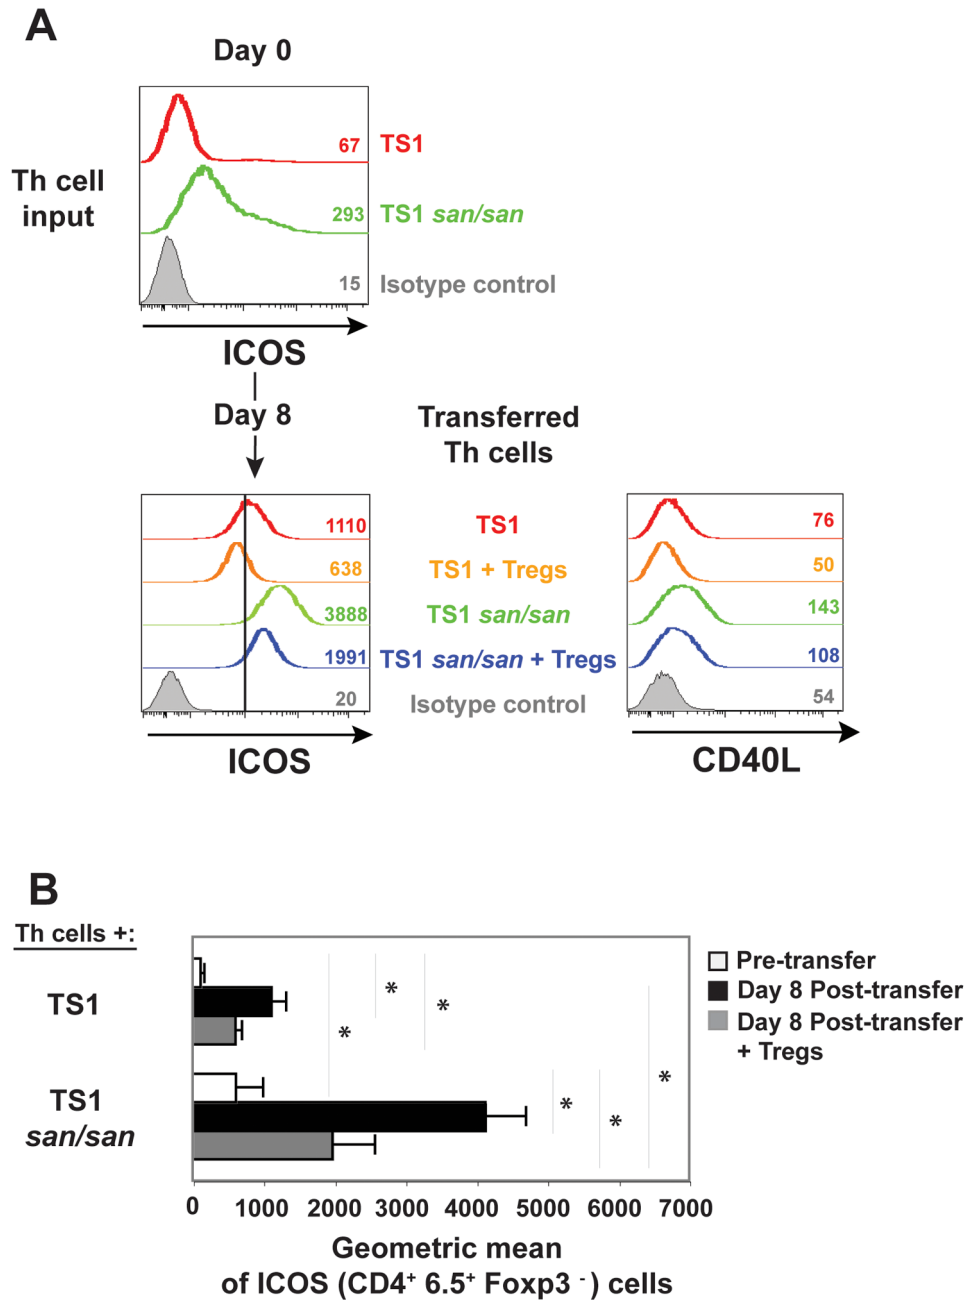 A
Day 0
Th cell
input
67 TS1
293 TS1 san/san
15 Isotype control
ICOS
Day 8
Transferred
Th cells
1110 TS1 76
638 TS1 + Tregs 50
3888 TS1 san/san 143
1991 TS1 san/san + Tregs 108
20 Isotype control 54
ICOS CD40L
B
Th cells +:
TS1
TS1
san/san
* * *
* * *
Pre-transfer
Day 8 Post-transfer
Day 8 Post-transfer
+ Tregs
0 1000 2000 3000 4000 5000 6000 7000
Geometric mean
of ICOS (CD4⁺ 6.5⁺ Foxp3 ⁻) cells